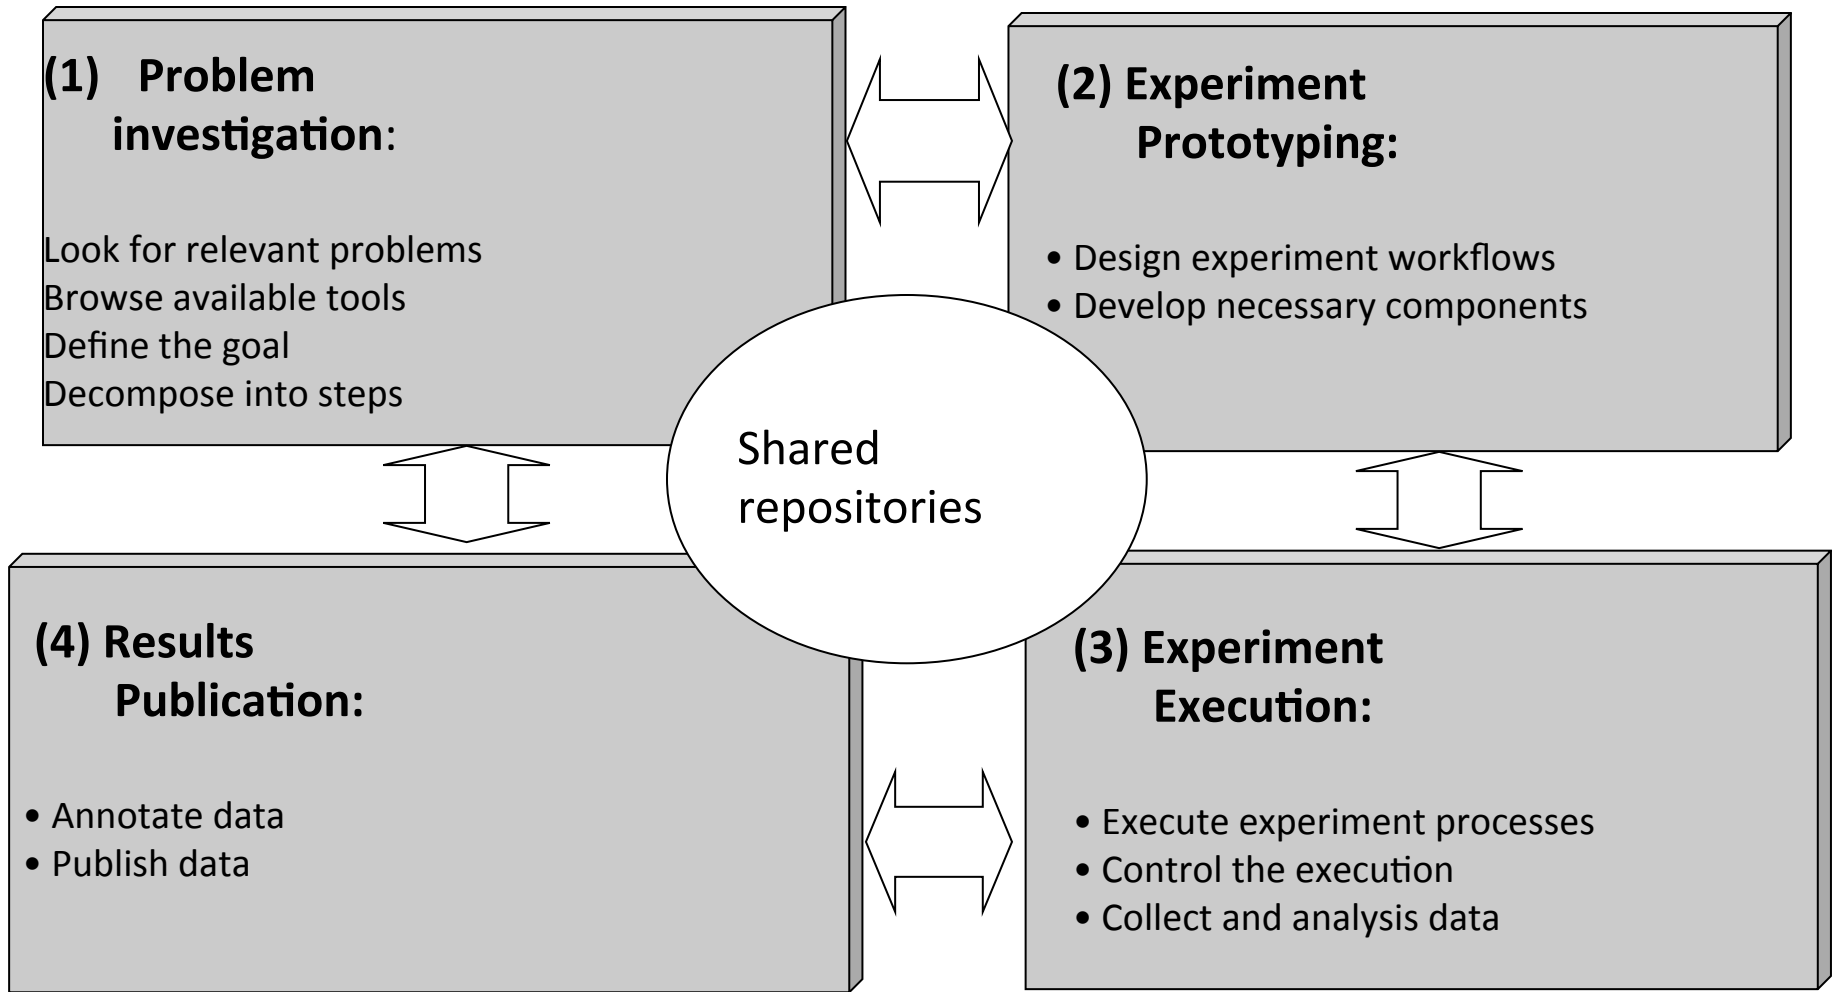 (1) Problem
investigation:
Look for relevant problems
Browse available tools
Define the goal
Decompose into steps
(2) Experiment
Prototyping:
• Design experiment workflows
• Develop necessary components
Shared
repositories
(4) Results
Publication:
• Annotate data
• Publish data
(3) Experiment
Execution:
• Execute experiment processes
• Control the execution
• Collect and analysis data